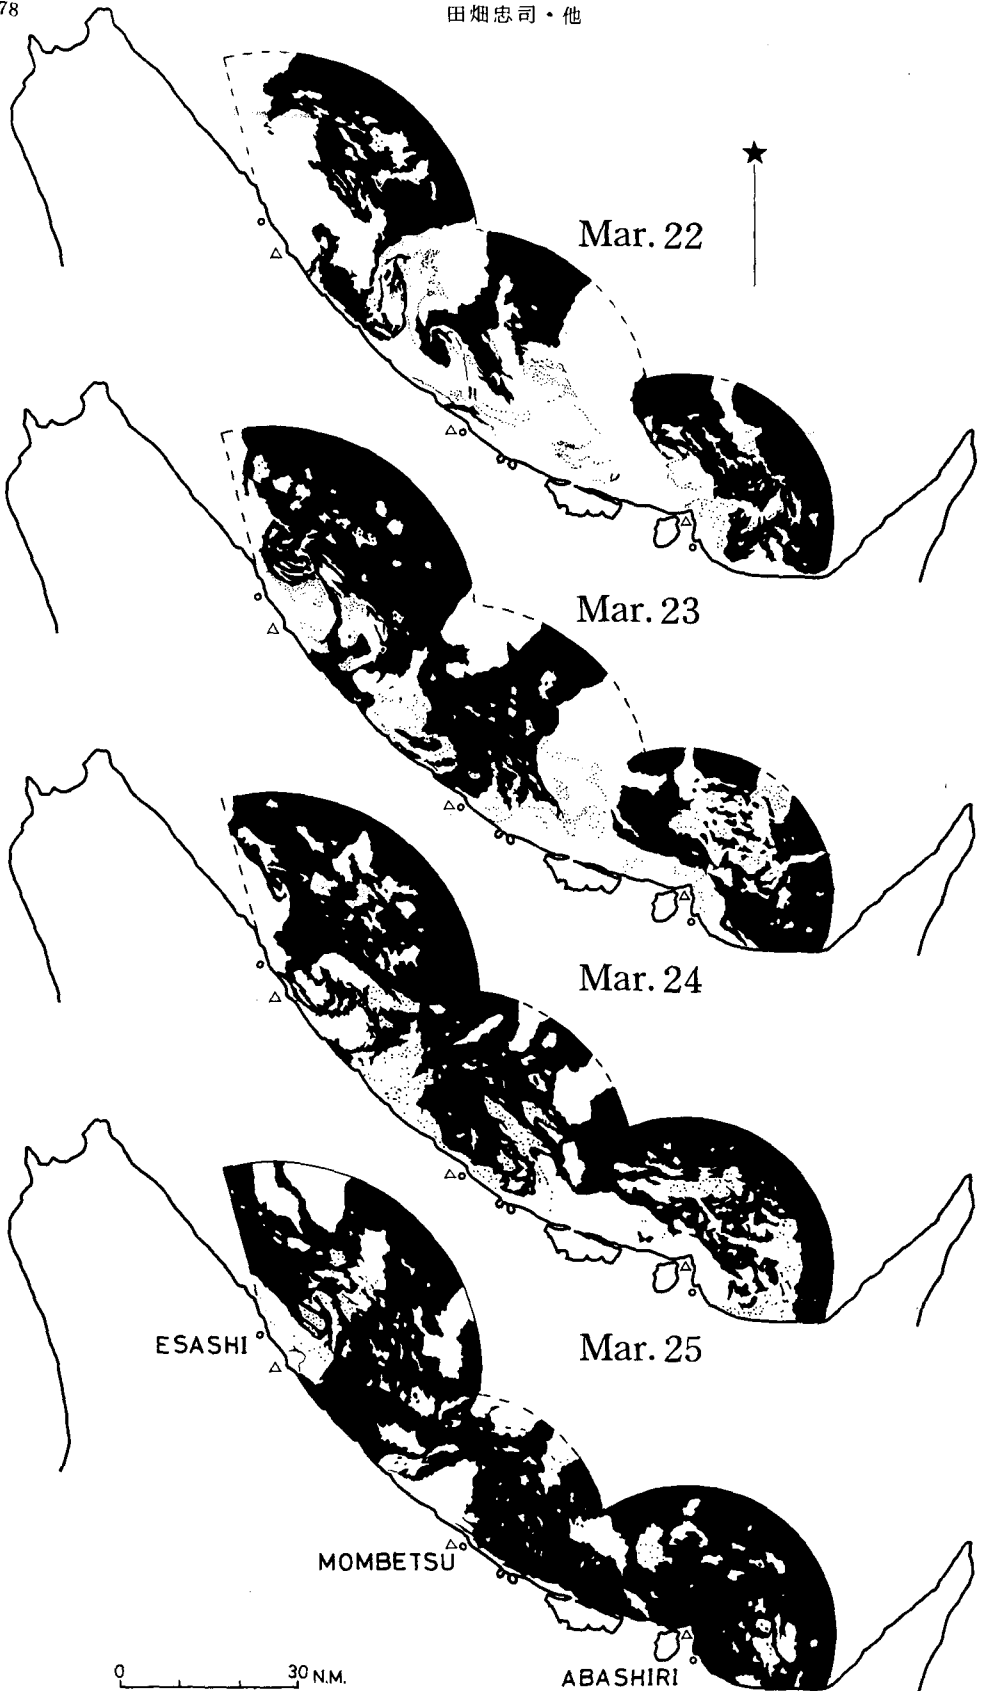 78
田畑忠司・他
Mar. 22
Mar. 23
Mar. 24
Mar. 25
ESASHI
MOMBETSU
ABASHIRI
0 30 N.M.